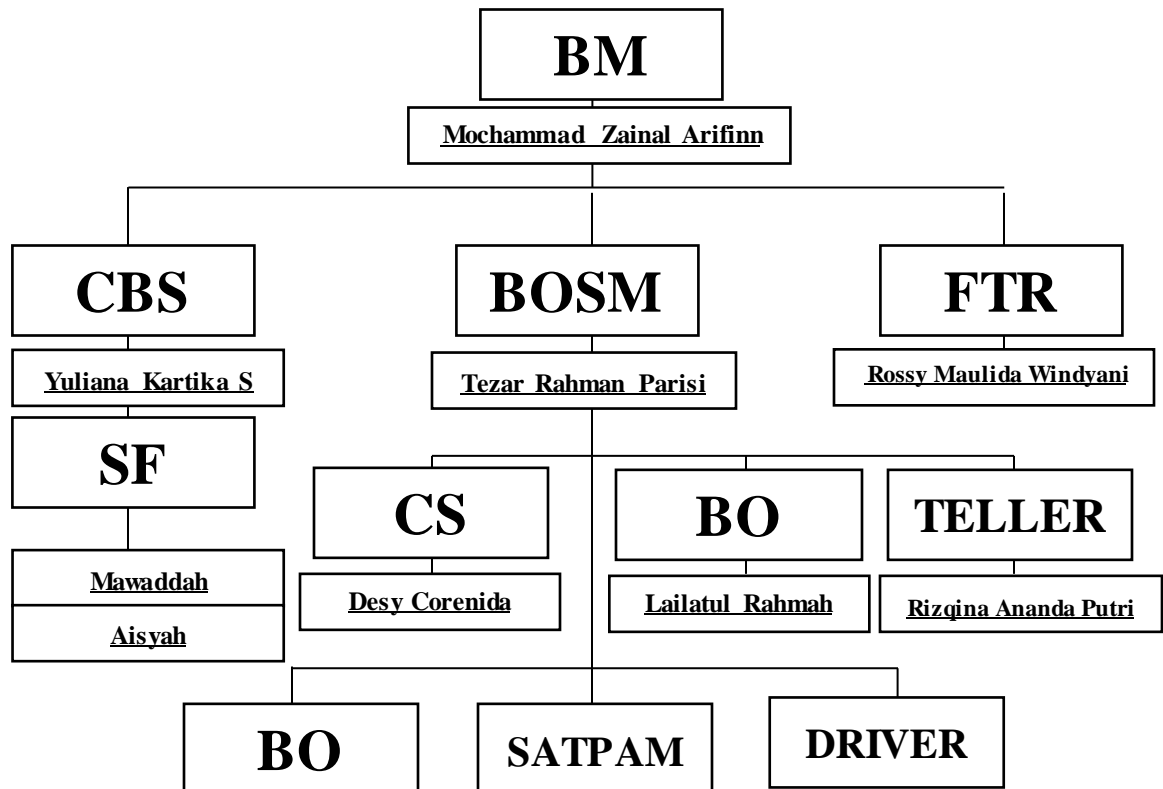 BM
Mochammad Zainal Arifinn
CBS
BOSM
FTR
Yuliana Kartika S
Tezar Rahman Parisi
Rossy Maulida Windyani
SF
CS
BO
TELLER
Mawaddah
Desy Corenida
Lailatul Rahmah
Rizqina Ananda Putri
Aisyah
BO
SATPAM
DRIVER